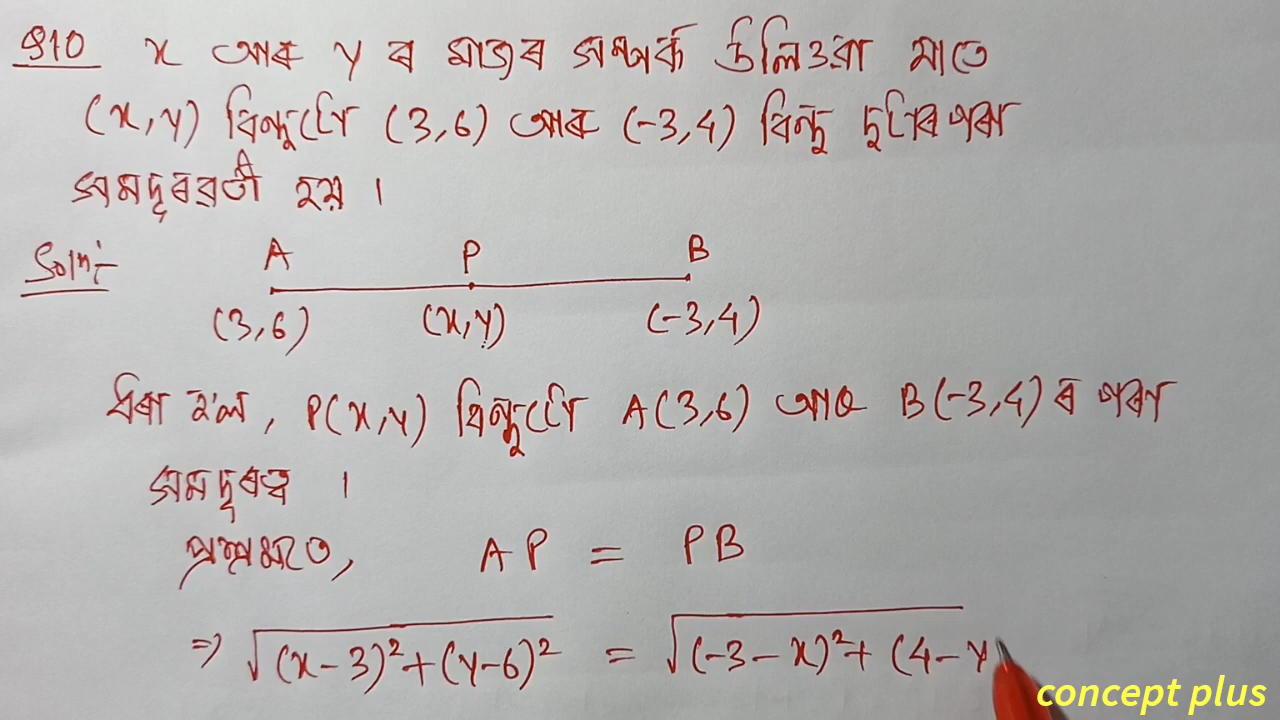 Q10 x আৰু y ৰ মাজৰ সম্পৰ্ক উলিওৱা যাতে
(x,y) বিন্দুটো (3,6) আৰু (-3,4) বিন্দু দুটাৰ পৰা
সমদূৰৱৰ্তী হয় ।
Soln:-
A P B
(3,6) (x,y) (-3,4)
ধৰা হ'ল, P(x,y) বিন্দুটো A(3,6) আৰু B(-3,4) ৰ পৰা
সমদূৰত্ব ।
প্ৰশ্নমতে, AP = PB
⇒ √(x-3)²+(y-6)² = √(-3-x)²+(4-y)
concept plus